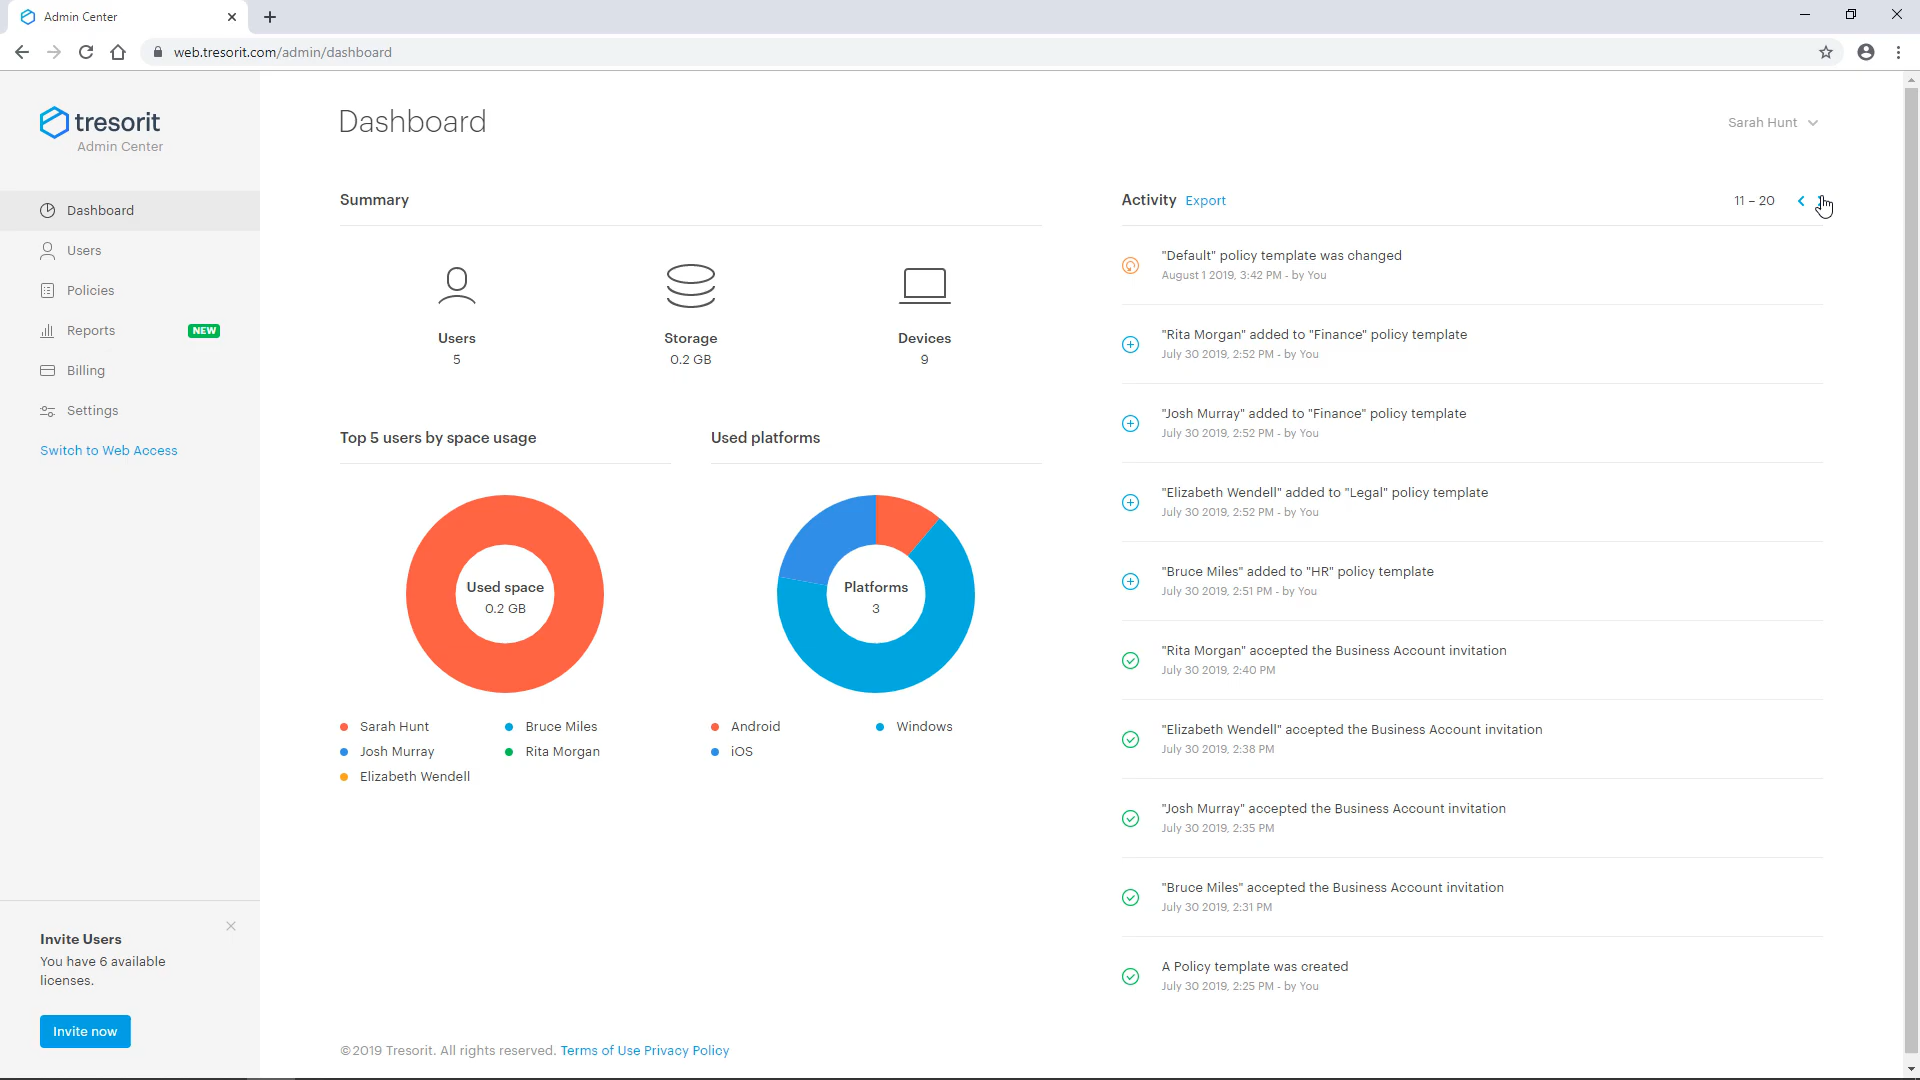 Admin Center
web.tresorit.com/admin/dashboard
tresorit
Admin Center
Dashboard
Users
Policies
Reports NEW
Billing
Settings
Switch to Web Access
Invite Users
You have 6 available
licenses.
Invite now
Dashboard
Sarah Hunt
Summary
Users
5
Storage
0.2 GB
Devices
9
Top 5 users by space usage
Used space
0.2 GB
Sarah Hunt
Bruce Miles
Josh Murray
Rita Morgan
Elizabeth Wendell
Used platforms
Platforms
3
Android
Windows
iOS
Activity Export
11 – 20
"Default" policy template was changed
August 1 2019, 3:42 PM - by You
"Rita Morgan" added to "Finance" policy template
July 30 2019, 2:52 PM - by You
"Josh Murray" added to "Finance" policy template
July 30 2019, 2:52 PM - by You
"Elizabeth Wendell" added to "Legal" policy template
July 30 2019, 2:52 PM - by You
"Bruce Miles" added to "HR" policy template
July 30 2019, 2:51 PM - by You
"Rita Morgan" accepted the Business Account invitation
July 30 2019, 2:40 PM
"Elizabeth Wendell" accepted the Business Account invitation
July 30 2019, 2:38 PM
"Josh Murray" accepted the Business Account invitation
July 30 2019, 2:35 PM
"Bruce Miles" accepted the Business Account invitation
July 30 2019, 2:31 PM
A Policy template was created
July 30 2019, 2:25 PM - by You
©2019 Tresorit. All rights reserved. Terms of Use Privacy Policy